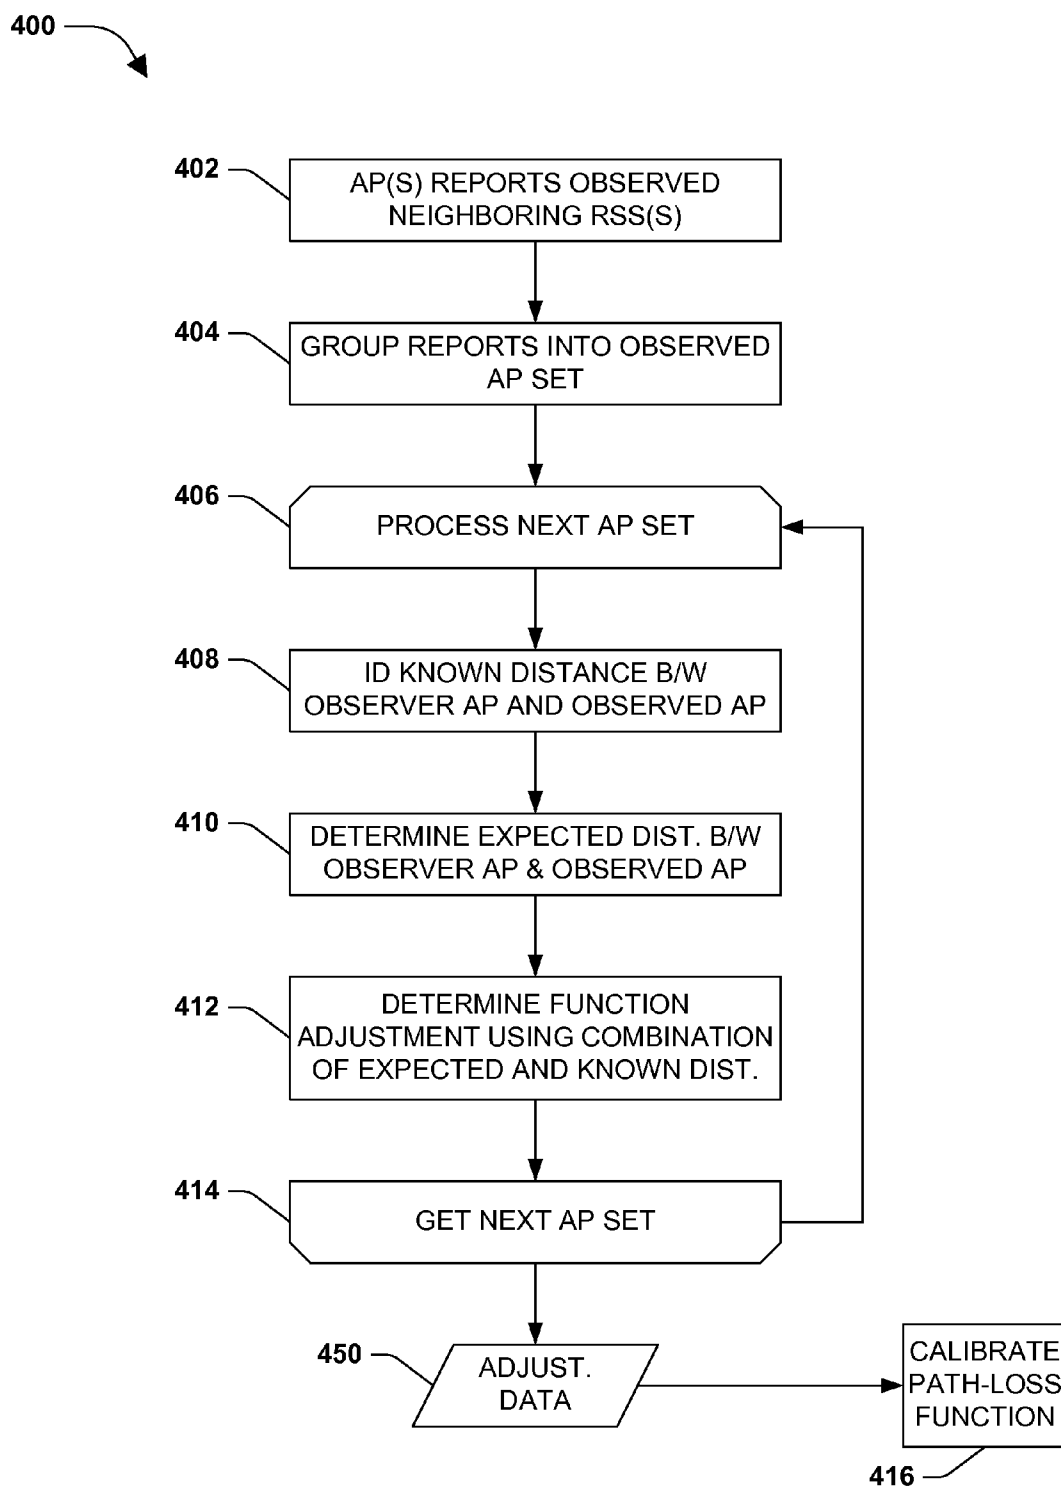 400
402
AP(S) REPORTS OBSERVED
NEIGHBORING RSS(S)
404
GROUP REPORTS INTO OBSERVED
AP SET
406
PROCESS NEXT AP SET
408
ID KNOWN DISTANCE B/W
OBSERVER AP AND OBSERVED AP
410
DETERMINE EXPECTED DIST. B/W
OBSERVER AP & OBSERVED AP
412
DETERMINE FUNCTION
ADJUSTMENT USING COMBINATION
OF EXPECTED AND KNOWN DIST.
414
GET NEXT AP SET
450
ADJUST.
DATA
CALIBRATE
PATH-LOSS
FUNCTION
416